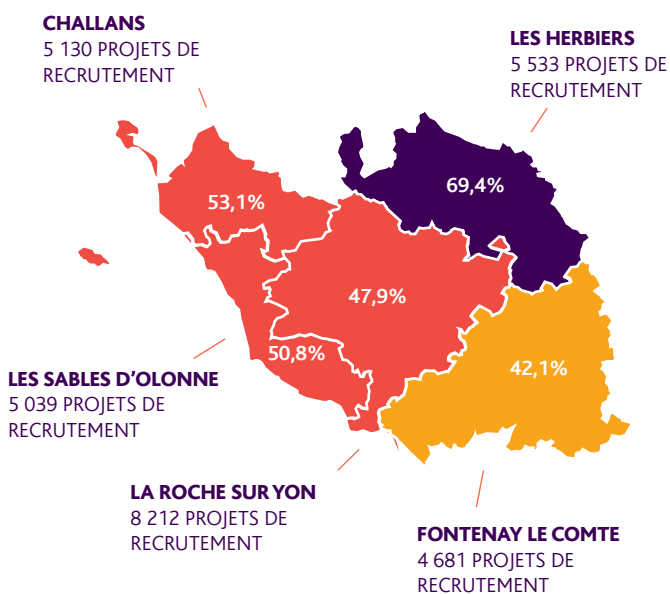 CHALLANS
5 130 PROJETS DE
RECRUTEMENT
LES HERBIERS
5 533 PROJETS DE
RECRUTEMENT
69,4%
53,1%
47,9%
50,8%
42,1%
LES SABLES D'OLONNE
5 039 PROJETS DE
RECRUTEMENT
LA ROCHE SUR YON
8 212 PROJETS DE
RECRUTEMENT
FONTENAY LE COMTE
4 681 PROJETS DE
RECRUTEMENT